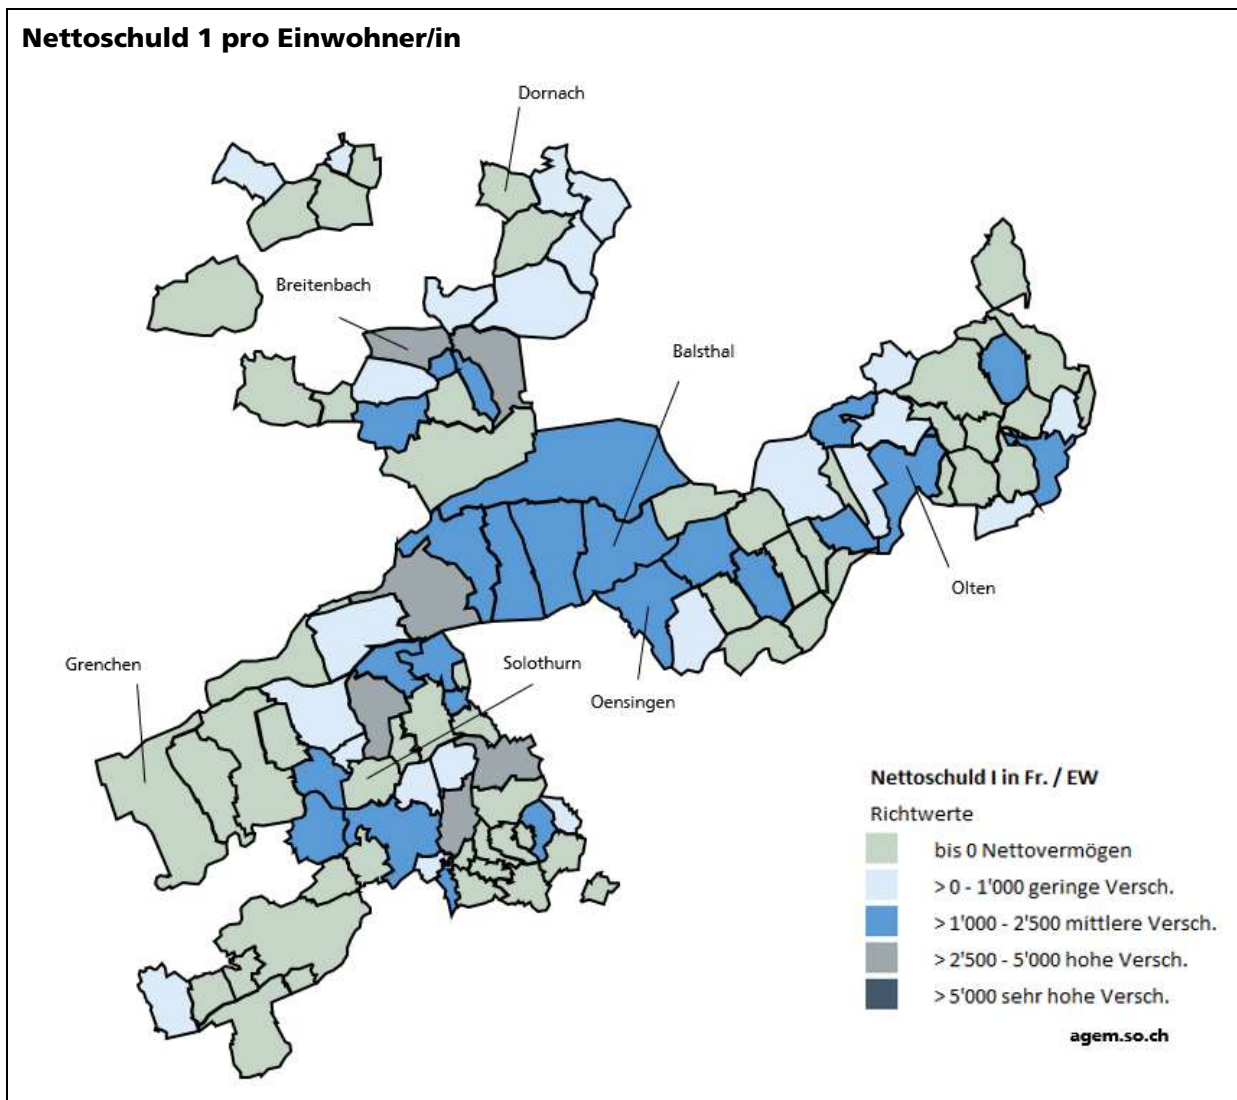 Nettoschuld 1 pro Einwohner/in
Dornach
Breitenbach
Balsthal
Olten
Grenchen
Solothurn
Oensingen
Nettoschuld I in Fr. / EW
Richtwerte
bis 0 Nettovermögen
> 0 - 1'000 geringe Versch.
> 1'000 - 2'500 mittlere Versch.
> 2'500 - 5'000 hohe Versch.
> 5'000 sehr hohe Versch.
agem.so.ch